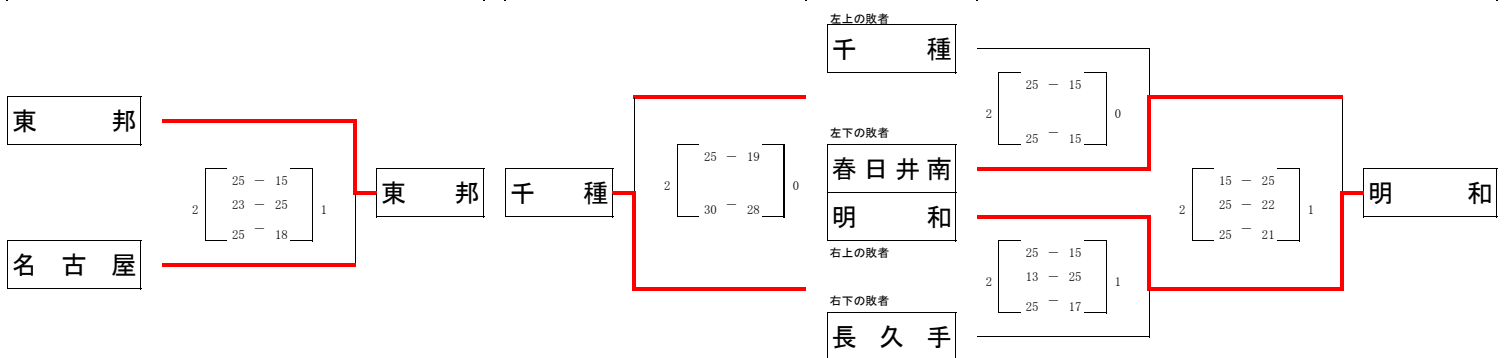 東邦
2 25 － 15 1
23 － 25
25 － 18
名古屋
東邦
千種
2 25 － 19 0
30 － 28
左上の敗者
千種
2 25 － 15 0
25 － 15
左下の敗者
春日井南
明和
右上の敗者
2 25 － 15 1
13 － 25
25 － 17
右下の敗者
長久手
2 15 － 25 1
25 － 22
25 － 21
明和